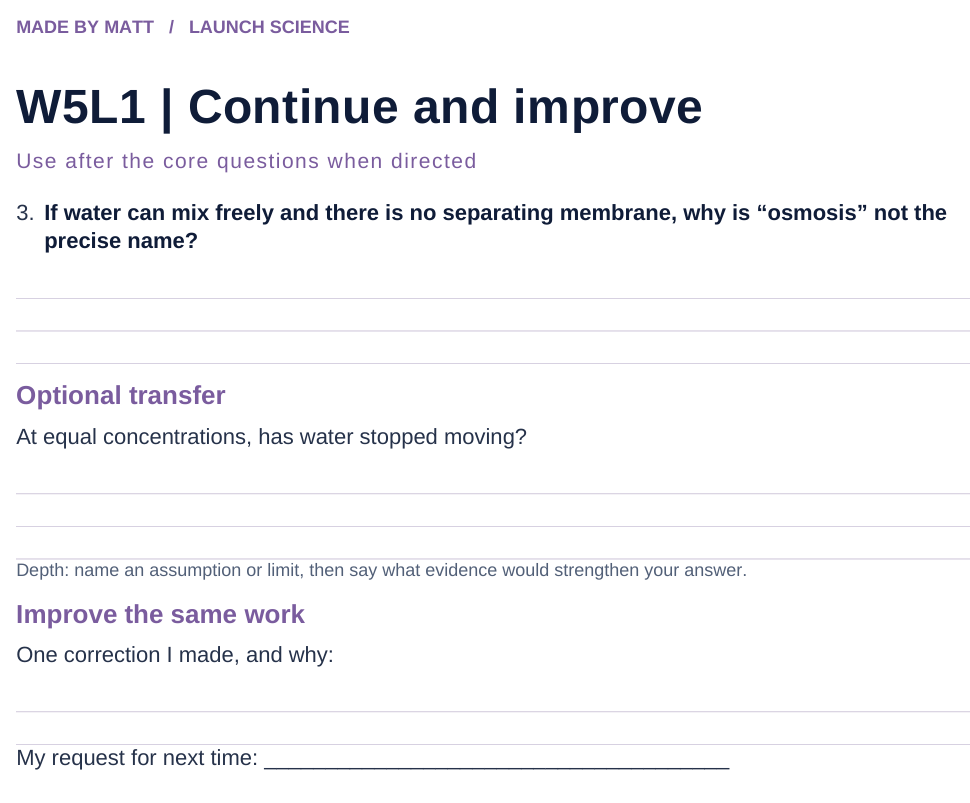 MADE BY MATT / LAUNCH SCIENCE
W5L1 | Continue and improve
Use after the core questions when directed
3. If water can mix freely and there is no separating membrane, why is “osmosis” not the
precise name?
Optional transfer
At equal concentrations, has water stopped moving?
Depth: name an assumption or limit, then say what evidence would strengthen your answer.
Improve the same work
One correction I made, and why:
My request for next time: ______________________________________